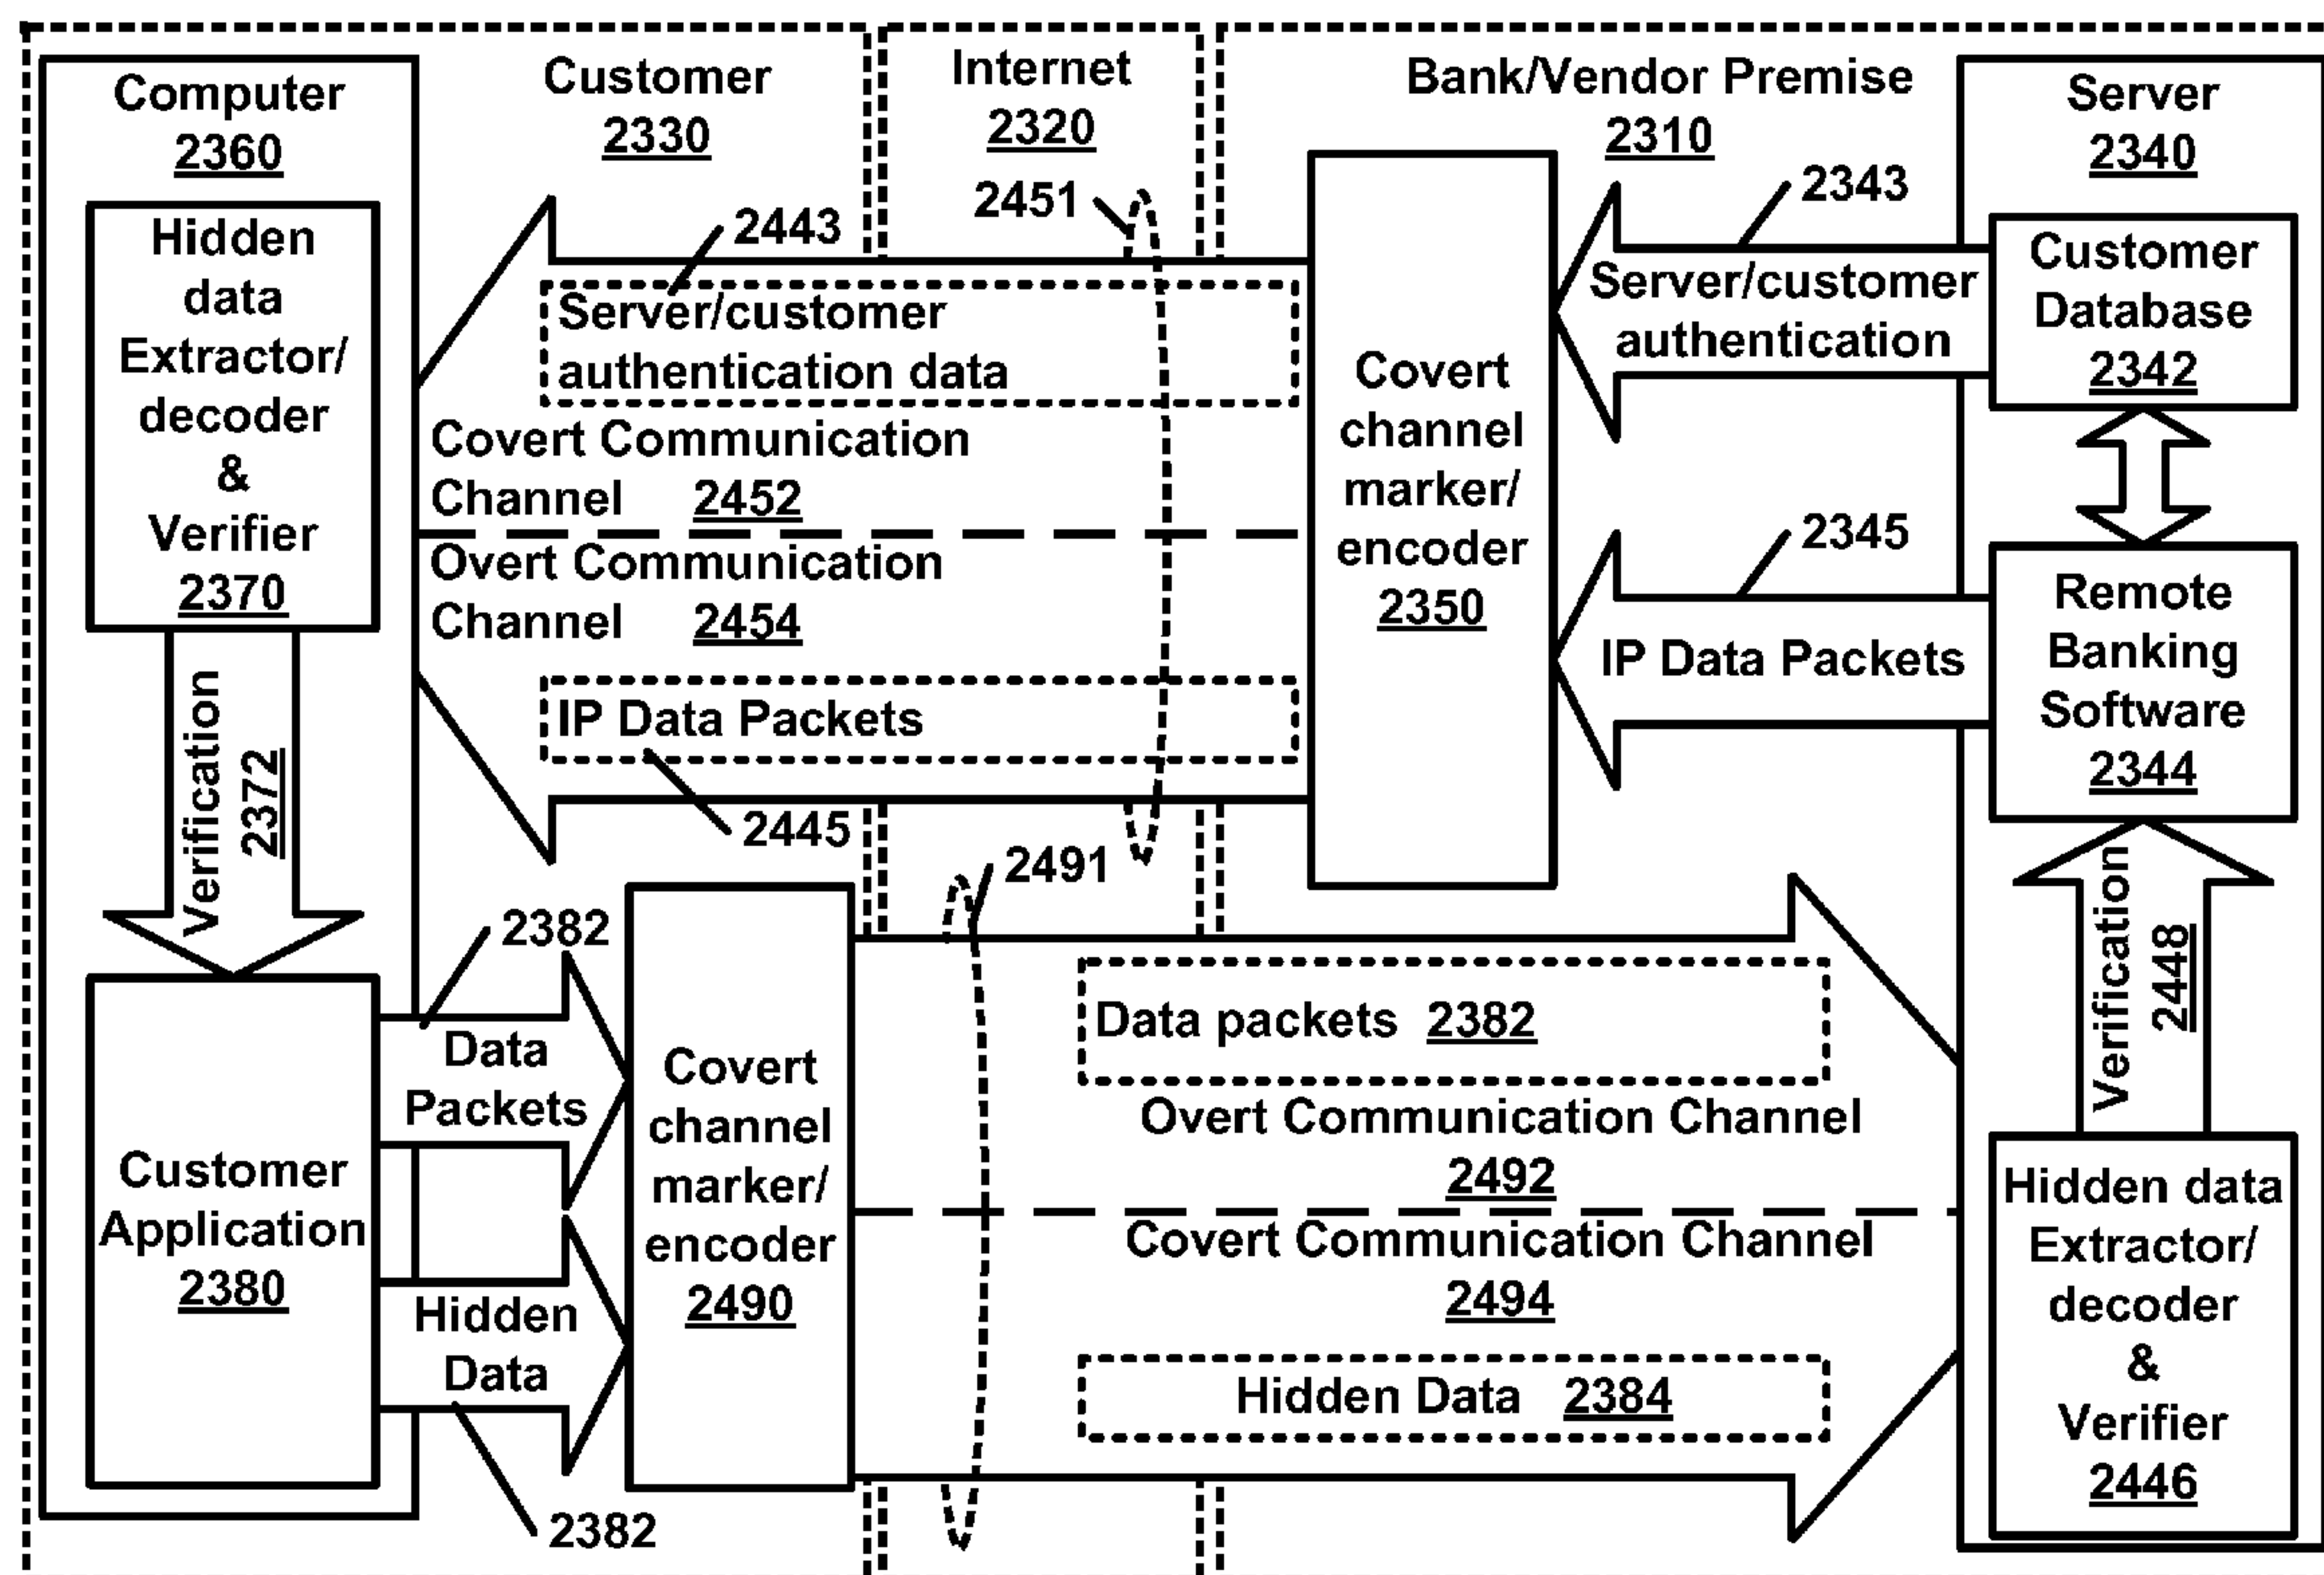 Computer
2360
Customer
2330
Internet
2320
Bank/Vendor Premise
2310
Server
2340
Hidden
data
Extractor/
decoder
&
Verifier
2370
2443
2451
2343
Server/customer
authentication data
Covert Communication
Channel 2452
Overt Communication
Channel 2454
IP Data Packets
2445
Covert
channel
marker/
encoder
2350
Server/customer
authentication
Customer
Database
2342
2345
IP Data Packets
Remote
Banking
Software
2344
Verification
2372
2491
Verification
2448
2382
Data
Packets
Customer
Application
2380
Hidden
Data
2382
Covert
channel
marker/
encoder
2490
Data packets 2382
Overt Communication Channel
2492
Covert Communication Channel
2494
Hidden Data 2384
Hidden data
Extractor/
decoder
&
Verifier
2446